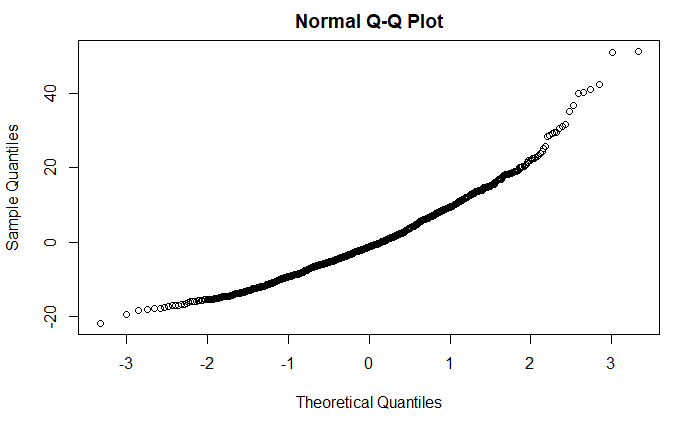 Normal Q-Q Plot
Sample Quantiles
40
20
0
-20
-3 -2 -1 0 1 2 3
Theoretical Quantiles